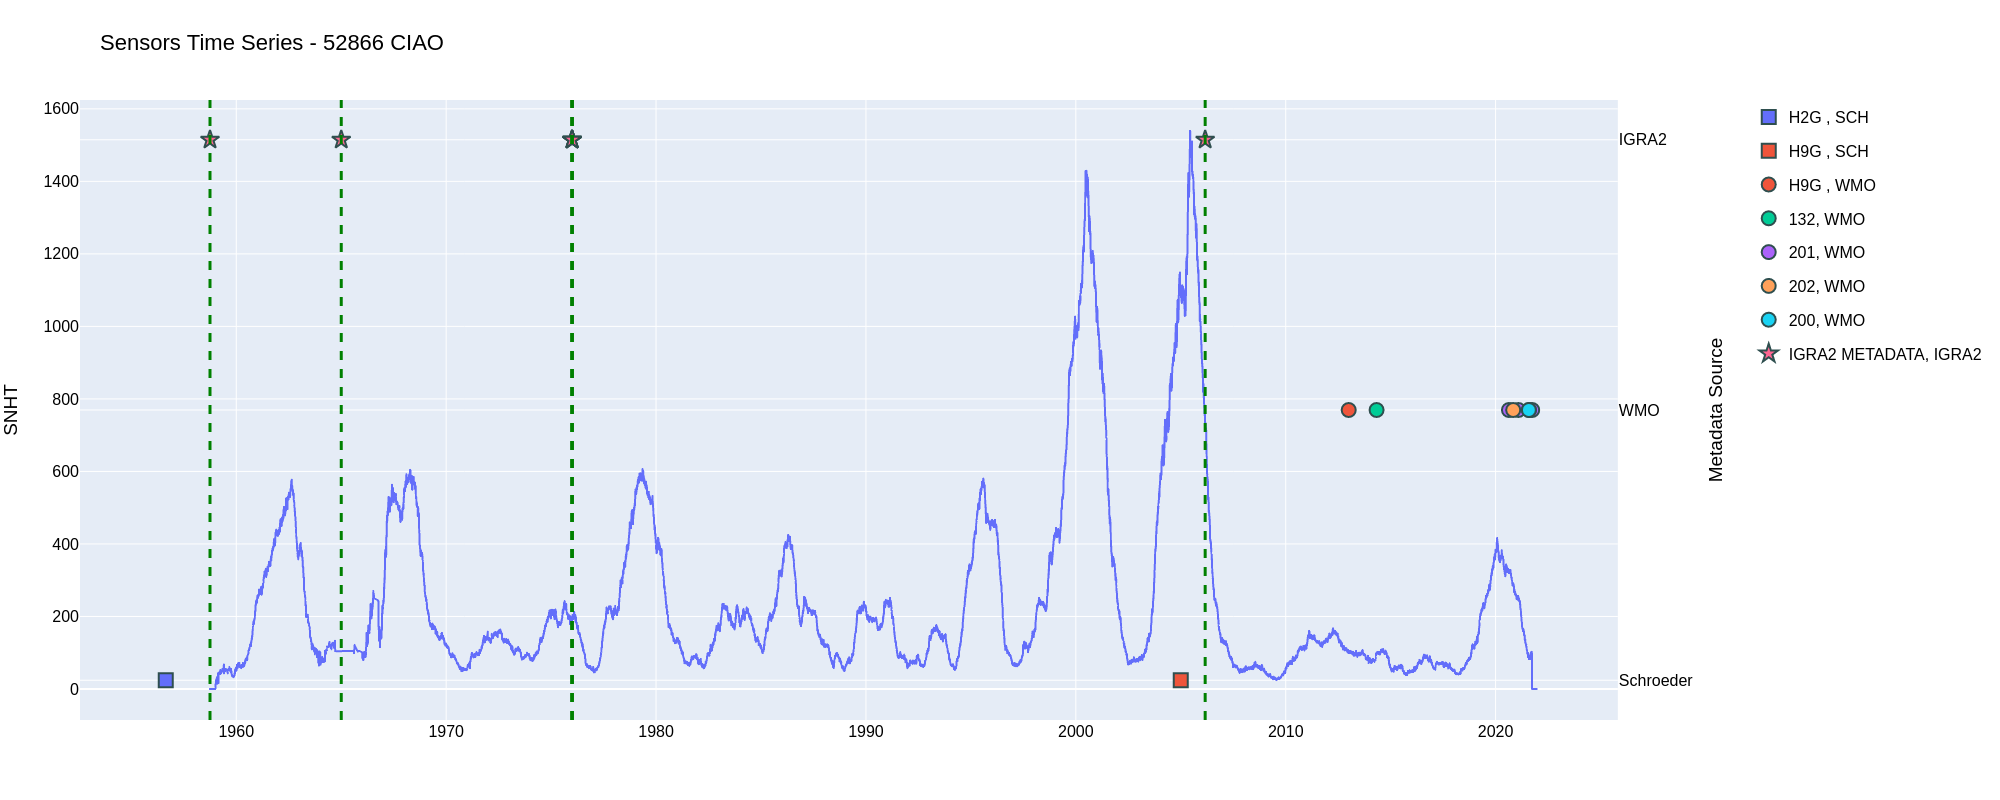 Sensors Time Series - 52866 CIAO
SNHT
1600
1400
1200
1000
800
600
400
200
0
1960
1970
1980
1990
2000
2010
2020
IGRA2
WMO
Schroeder
Metadata Source
H2G , SCH
H9G , SCH
H9G , WMO
132, WMO
201, WMO
202, WMO
200, WMO
IGRA2 METADATA, IGRA2